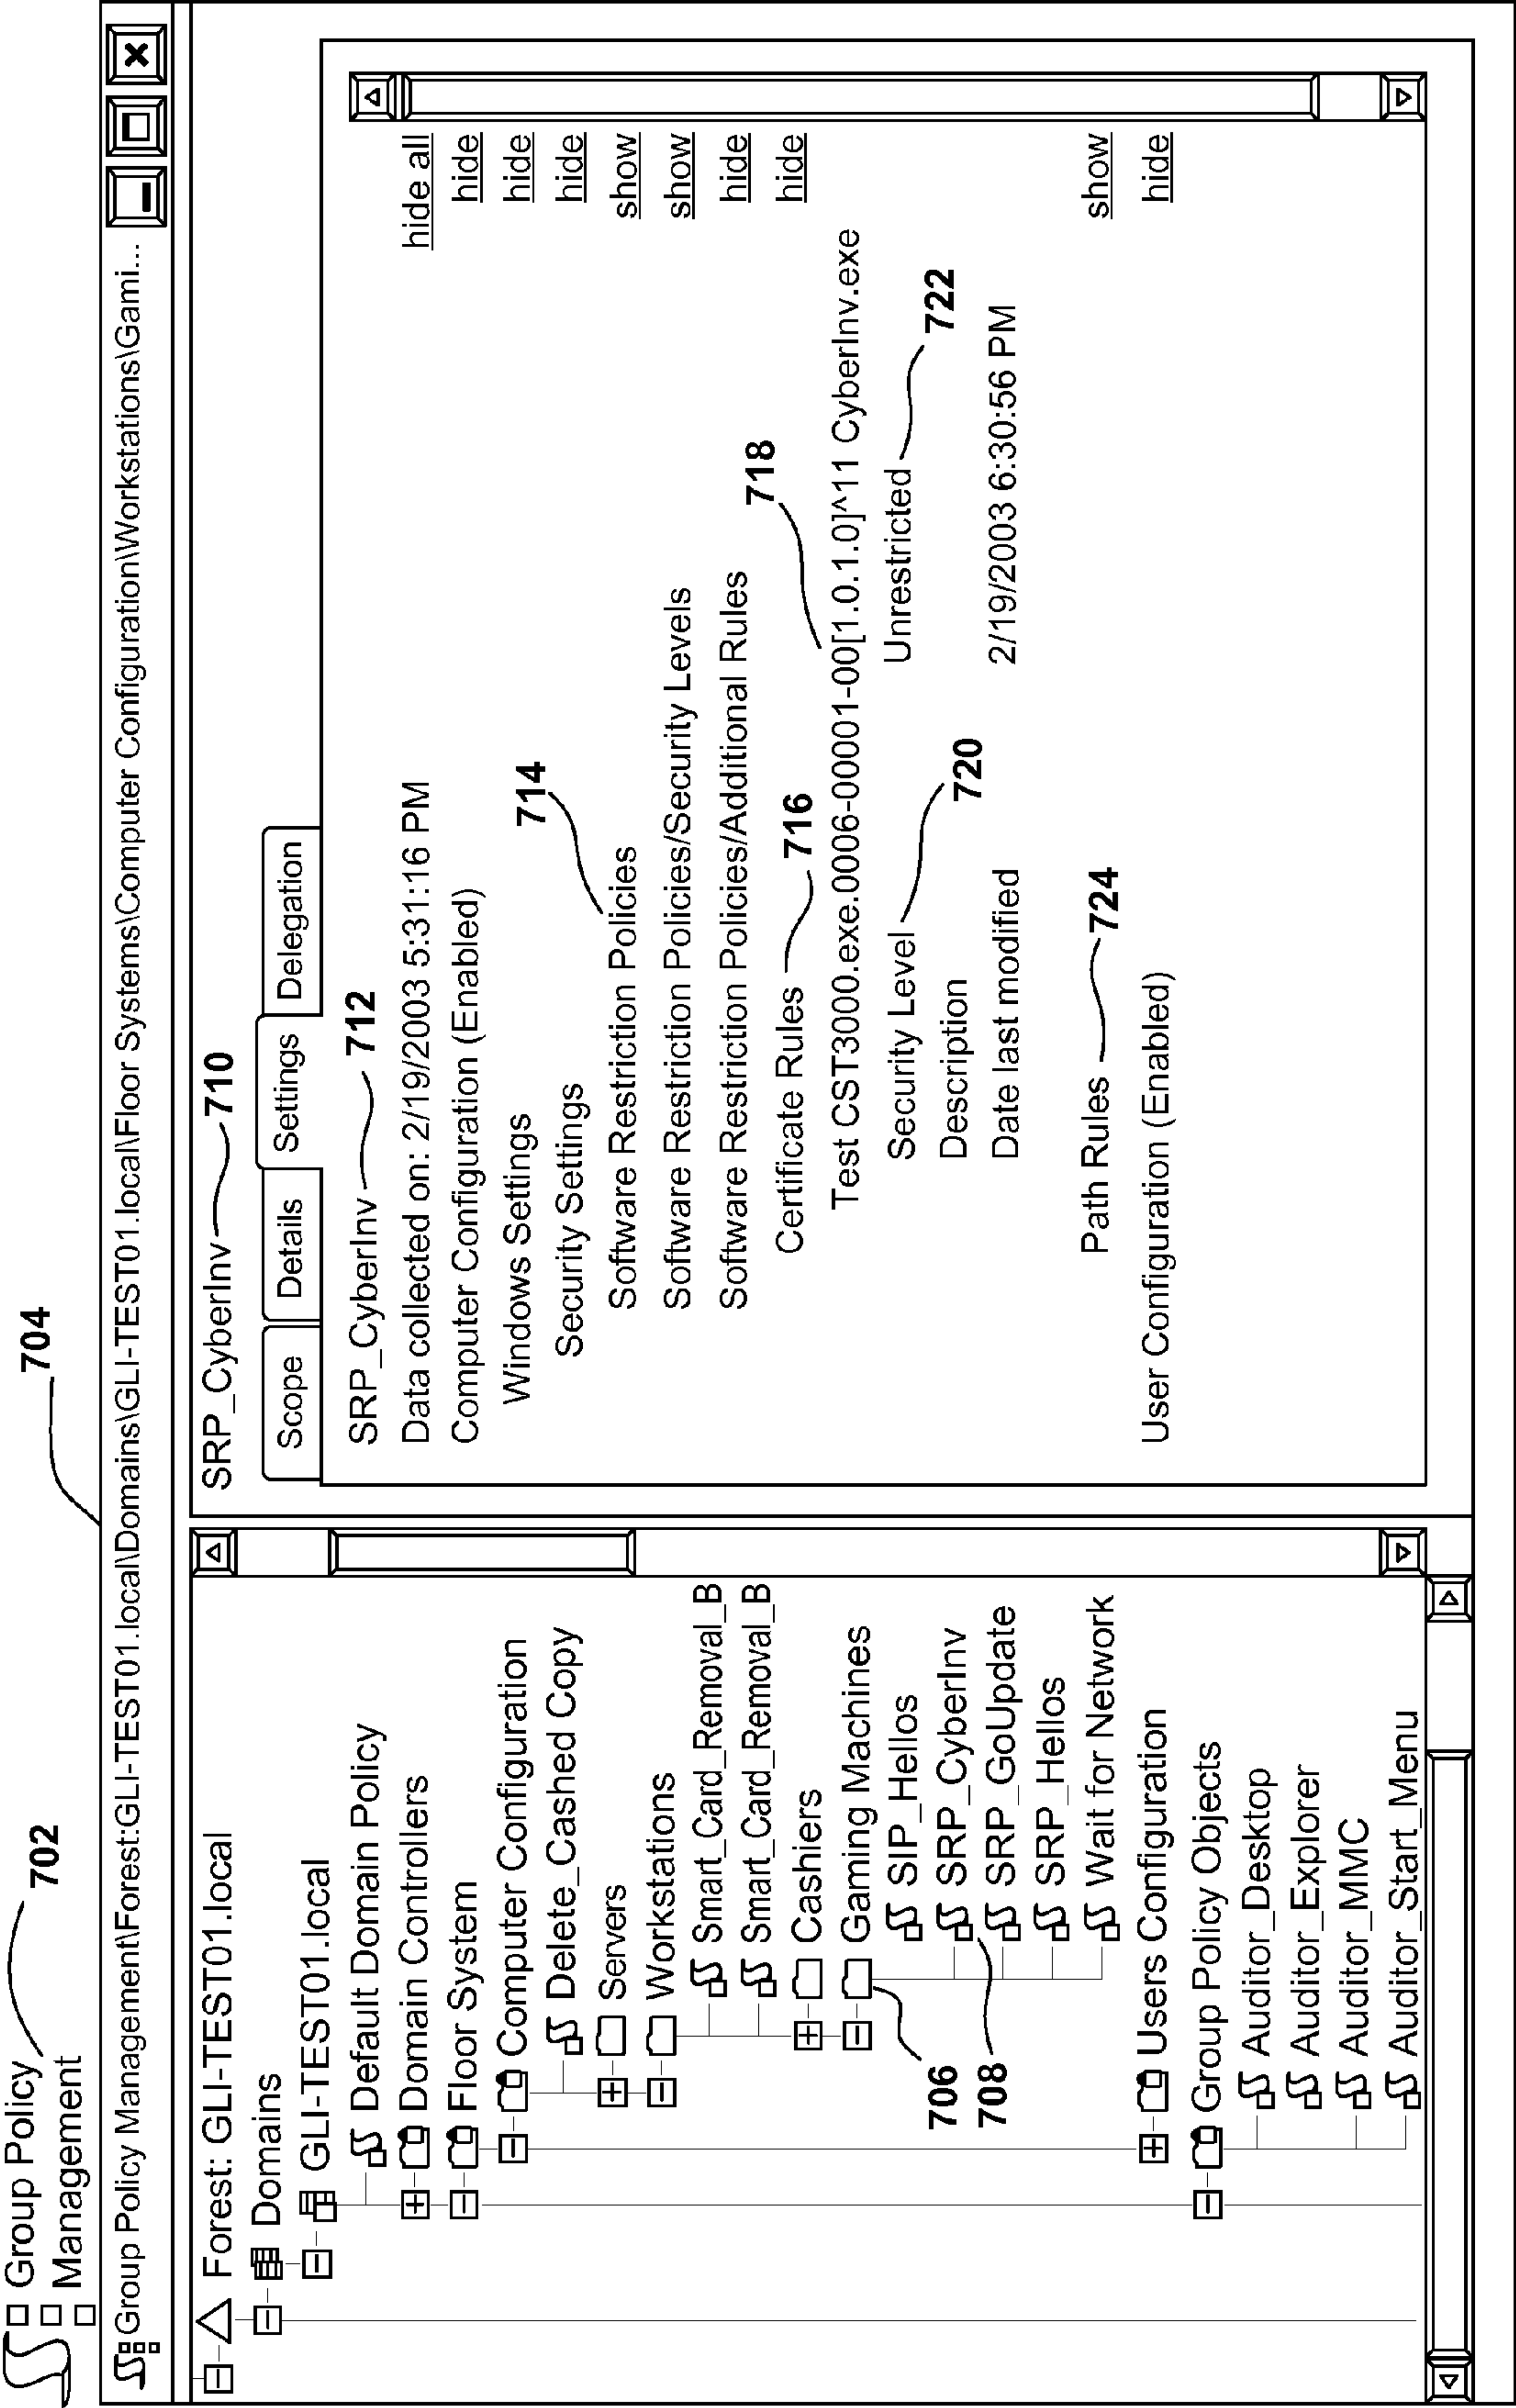 Group Policy
Management
702
704
Group Policy Management\Forest:GLI-TEST01.local\Domains\GLI-TEST01.local\Floor Systems\Computer Configuration\Workstations\Gami...
Forest: GLI-TEST01.local
Domains
GLI-TEST01.local
Default Domain Policy
Domain Controllers
Floor System
Computer Configuration
Delete_Cashed Copy
Servers
Workstations
Smart_Card_Removal_B
Smart_Card_Removal_B
Cashiers
Gaming Machines
706
SIP_Hellos
SRP_CyberInv
708
SRP_GoUpdate
SRP_Hellos
Wait for Network
Users Configuration
Group Policy Objects
Auditor_Desktop
Auditor_Explorer
Auditor_MMC
Auditor_Start_Menu
SRP_CyberInv 710
Scope Details Settings Delegation
SRP_CyberInv 712
Data collected on: 2/19/2003 5:31:16 PM hide all
Computer Configuration (Enabled) hide
Windows Settings hide
714
Security Settings hide
Software Restriction Policies show
Software Restriction Policies/Security Levels show
Software Restriction Policies/Additional Rules hide
718
Certificate Rules 716 hide
Test CST3000.exe.0006-00001-00[1.0.1.0]^11 CyberInv.exe
Security Level Unrestricted 722
Description 720
Date last modified 2/19/2003 6:30:56 PM
Path Rules 724 show
User Configuration (Enabled) hide